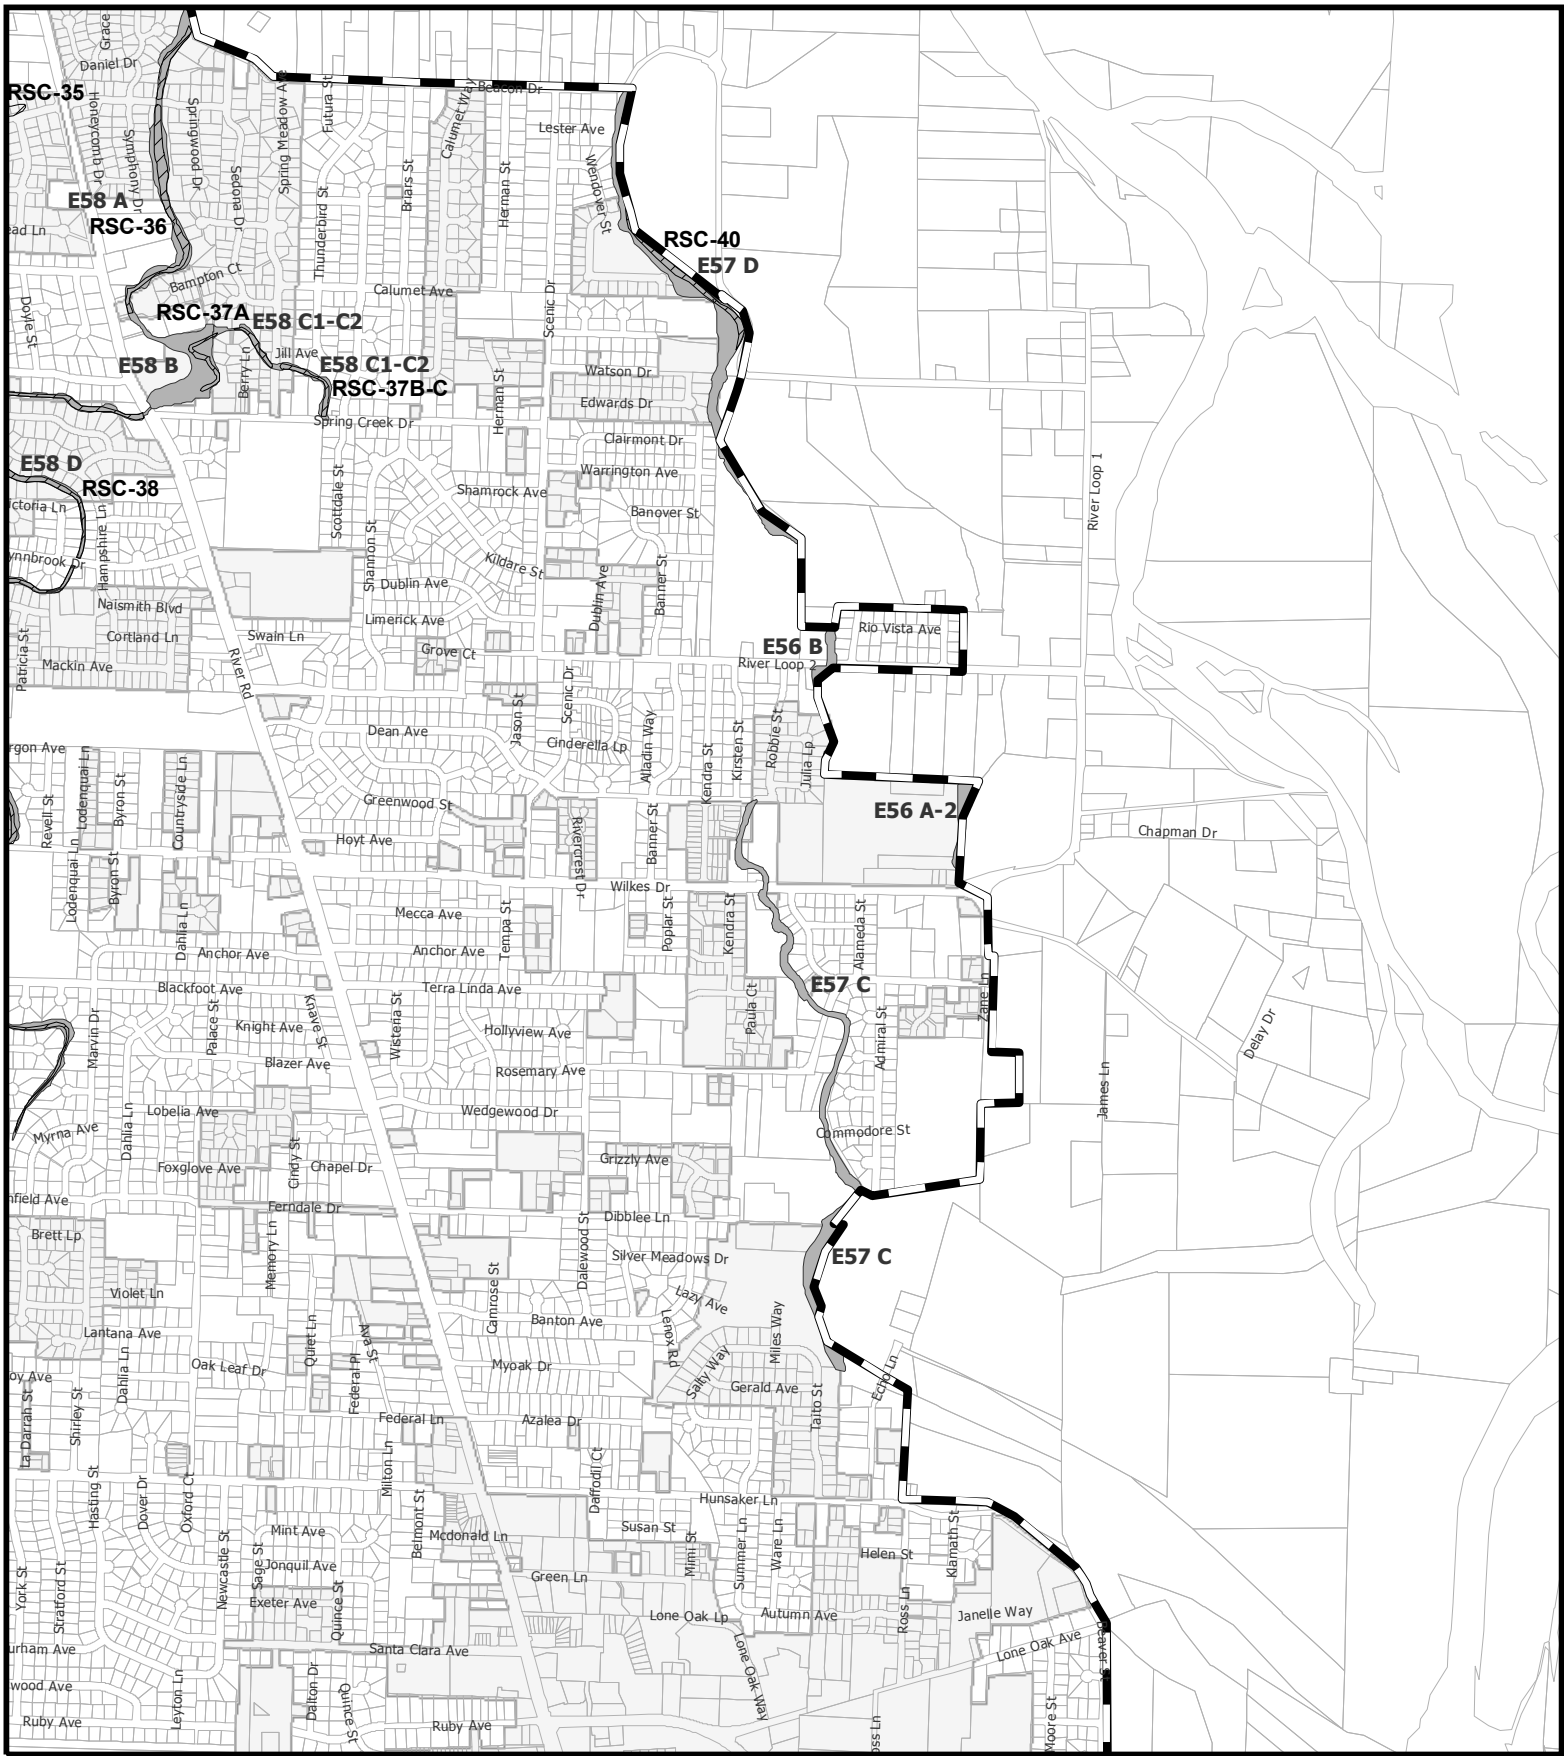 Grace
Daniel Dr
RSC-35
Honeycomb Dr
Symphony Dr
Springwood Dr
Sedona Dr
Spring Meadow Ave
Futura St
Thunderbird St
Briars St
Calumet Way
Beacon Dr
Herman St
Lester Ave
Wendover St
E58 A
RSC-36
ead Ln
RSC-40
E57 D
Bampton Ct
Calumet Ave
Scenic Dr
Doyle St
RSC-37A
E58 C1-C2
Jill Ave
E58 B
Berry Ln
E58 C1-C2
RSC-37B-C
Herman St
Watson Dr
Edwards Dr
Spring Creek Dr
Clairmont Dr
E58 D
RSC-38
Warrington Ave
Shamrock Ave
ictoria Ln
Hampshire Ln
Scottdale St
Banover St
River Loop 1
Shannon St
Kildare St
ynnbrook Dr
Dublin Ave
Dublin Ave
Banner St
Naismith Blvd
Limerick Ave
Rio Vista Ave
Cortland Ln
Swain Ln
E56 B
Grove Ct
River Loop 2
Patricia St
Mackin Ave
River Rd
Jason St
Scenic Dr
Dean Ave
Cinderella Lp
Aladin Way
Kendra St
Kirsten St
Robbie St
Julia Lp
rgon Ave
Lodenquai Ln
Byron St
Countryside Ln
Revell St
Greenwood St
E56 A-2
Hoyt Ave
Rivercrest Dr
Banner St
Chapman Dr
Lodenquai Ln
Byron St
Wilkes Dr
Dahlia Ln
Mecca Ave
Tempa St
Poplar St
Kendra St
Alameda St
Anchor Ave
Anchor Ave
Blackfoot Ave
Terra Linda Ave
E57 C
Zane Ln
Marvin Dr
Palace St
Knight Ave
Knave St
Wisteria St
Hollyview Ave
Paula Ct
Admiral St
Delay Dr
Blazer Ave
Rosemary Ave
James Ln
Lobelia Ave
Wedgewood Dr
Myrna Ave
Dahlia Ln
Commodore St
Foxglove Ave
Cindy St
Chapel Dr
Grizzly Ave
nfield Ave
Ferndale Dr
Dibblee Ln
Brett Lp
Memory Ln
Dalewood St
Silver Meadows Dr
E57 C
Violet Ln
Camrose St
Lazy Ave
Banton Ave
Lantana Ave
Quiet Ln
Ava St
Lenox Rd
Miles Way
oy Ave
Dahlia Ln
Oak Leaf Dr
Federal Pl
Myoak Dr
Salty Way
Gerald Ave
Echo Ln
La Darrah St
Shirley St
Federal Ln
Azalea Dr
Taito St
Hasting St
Dover Dr
Oxford Ct
Milton Ln
Daffodil Ct
Hunsaker Ln
Mint Ave
Belmont St
Mcdonald Ln
Susan St
Mimi St
Summer Ln
Ware Ln
Helen St
Klamath St
York St
Stratford St
Newcastle St
Sage St
Jonquil Ave
Green Ln
Exeter Ave
Quince St
Lone Oak Lp
Autumn Ave
Ross Ln
Janelle Way
urham Ave
Santa Clara Ave
Lone Oak Way
Lone Oak Ave
wood Ave
Leyton Ln
Dalton Dr
Quince St
Ruby Ave
Ruby Ave
oss Ln
Moore St